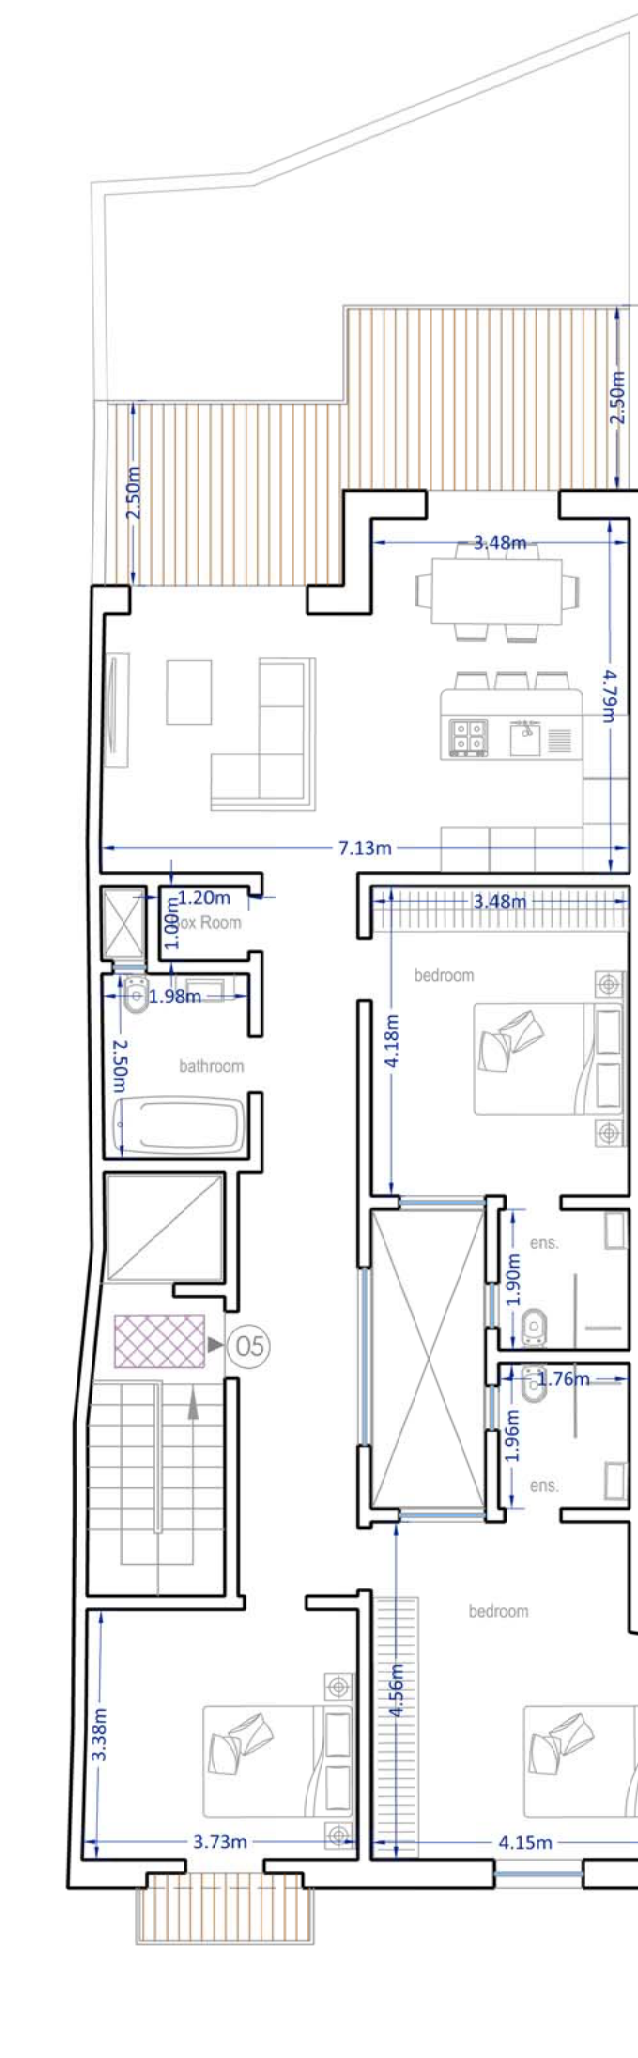 2.50m
2.50m
3.48m
4.79m
7.13m
1.20m
1.00m
ox Room
3.48m
bedroom
1.98m
4.18m
2.50m
bathroom
ens.
1.90m
05
1.76m
1.96m
ens.
bedroom
4.56m
3.38m
3.73m
4.15m